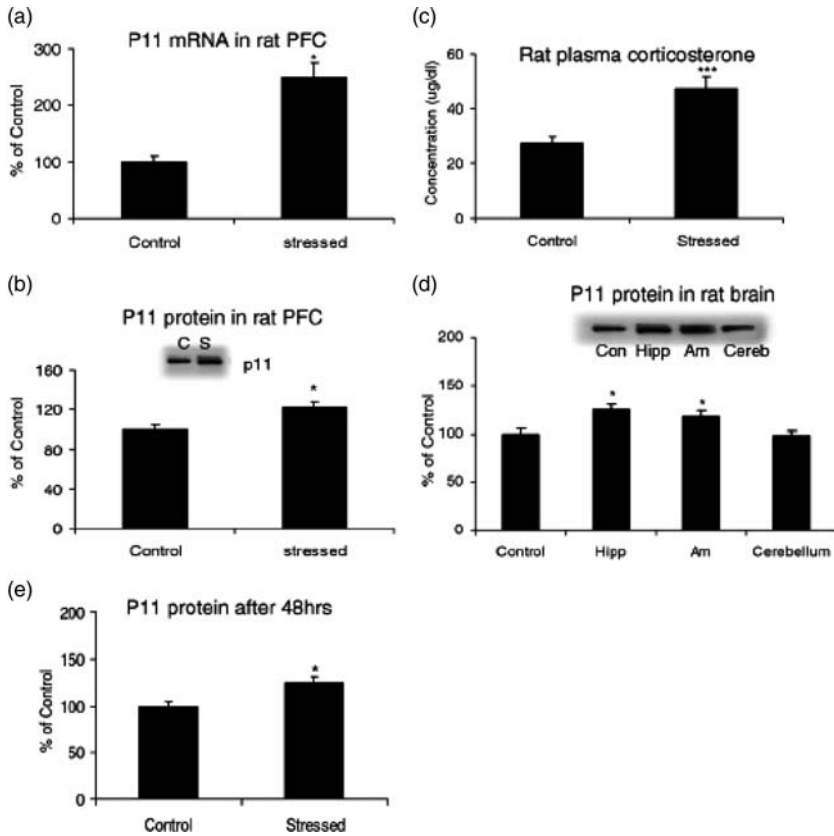 (a)
P11 mRNA in rat PFC
% of Control
300
200
100
0
*
Control stressed
(c)
Rat plasma corticosterone
Concentration (ug/dl)
60
40
20
0
***
Control Stressed
(b)
P11 protein in rat PFC
C S
p11
% of Control
160
120
80
40
0
*
Control stressed
(d)
P11 protein in rat brain
Con Hipp Am Cereb
% of Control
200
150
100
50
0
* *
Control Hipp Am Cerebellum
(e)
P11 protein after 48hrs
% of Control
200
150
100
50
0
*
Control Stressed